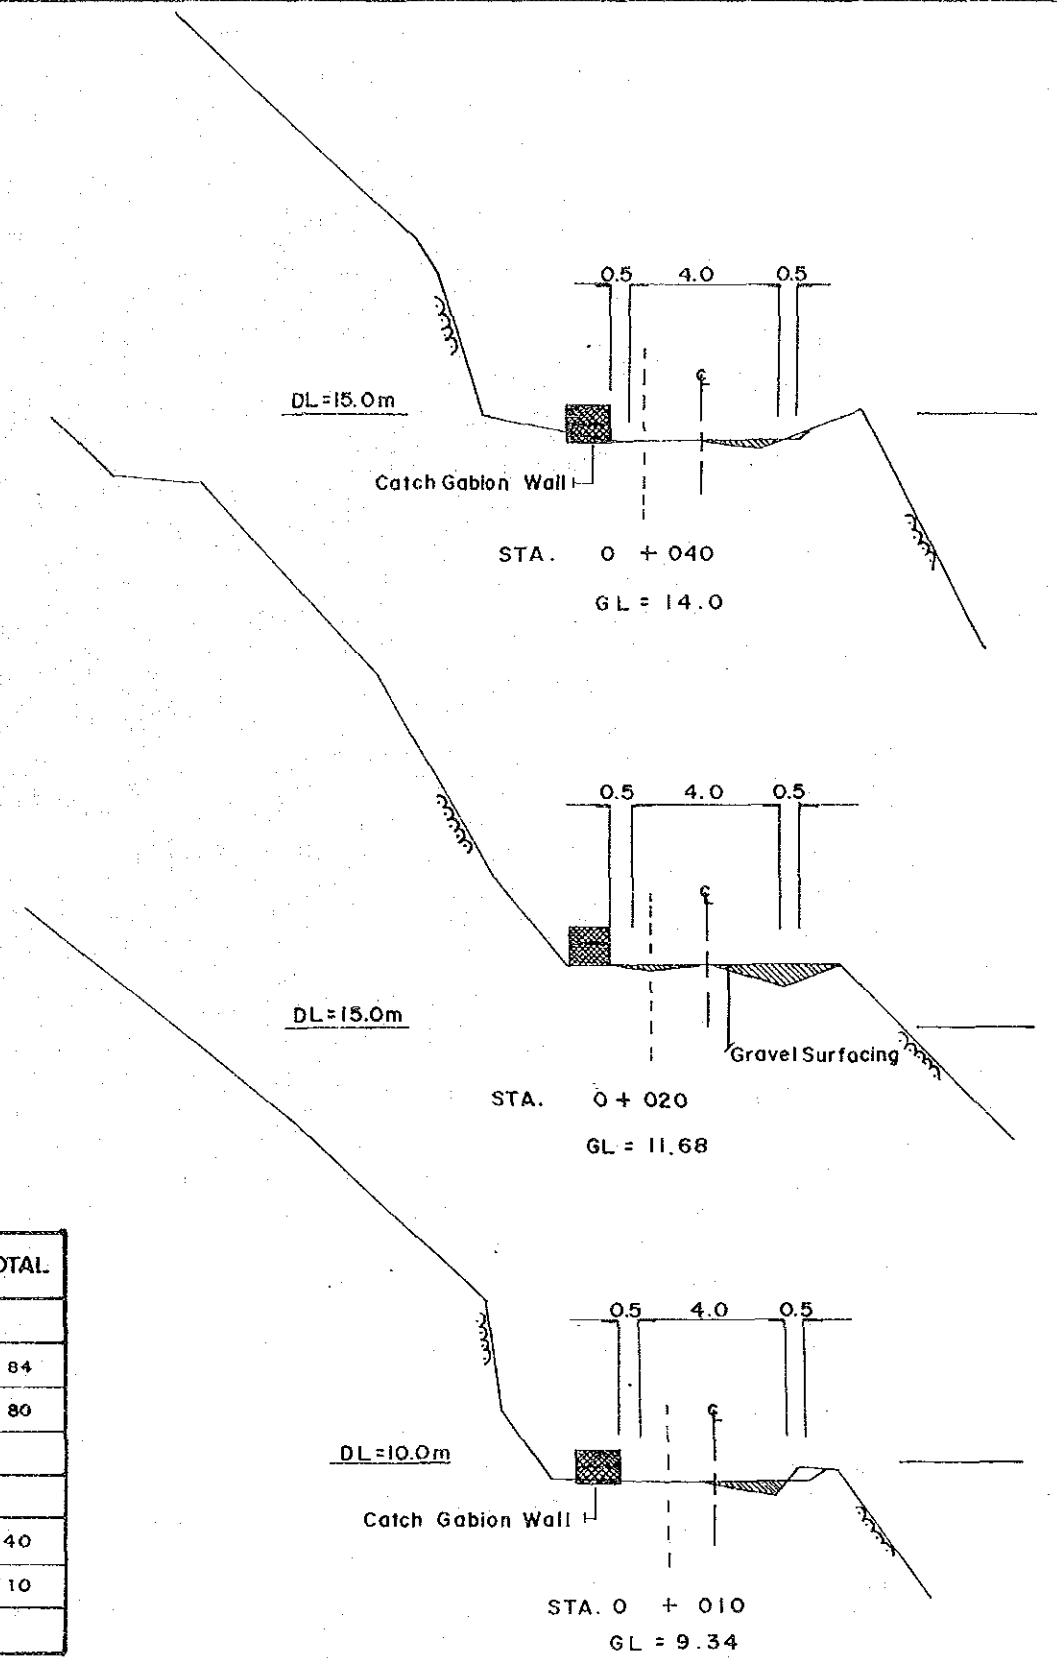 0.5 4.0 0.5
DL=15.0m
℄
Catch Gabion Wall
STA. 0 + 040
GL = 14.0
0.5 4.0 0.5
℄
DL=15.0m
Gravel Surfacing
STA. 0 + 020
GL = 11.68
0.5 4.0 0.5
℄
DL=10.0m
Catch Gabion Wall
STA. 0 + 010
GL = 9.34
OTAL
84
80
40
10